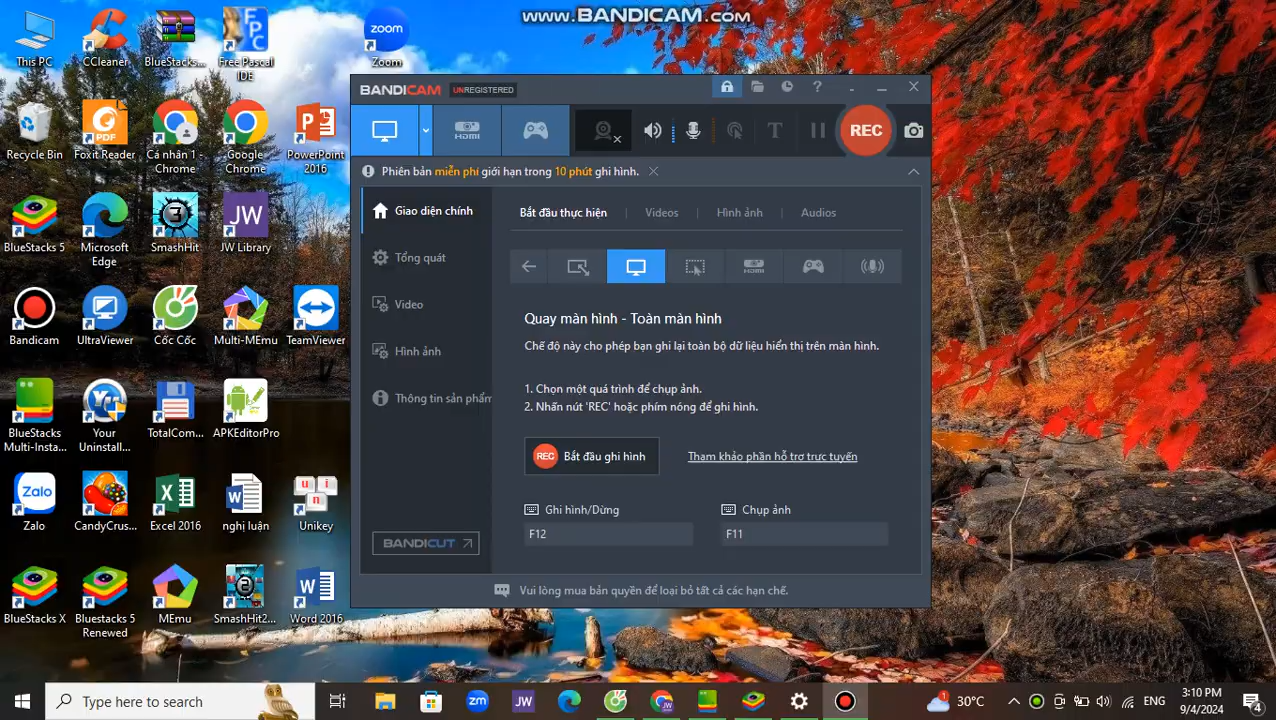 www.BANDICAM.com
This PC
CCleaner
BlueStacks...
Free Pascal IDE
Zoom
zoom
Recycle Bin
Foxit Reader
PDF
Cá nhân 1 - Chrome
Google Chrome
PowerPoint 2016
BlueStacks 5
Microsoft Edge
SmashHit
JW
JW Library
Bandicam
UltraViewer
Cốc Cốc
Multi-MEmu
TeamViewer
BlueStacks Multi-Insta...
Your Uninstall...
TotalCom...
APKEditorPro
Zalo
Zalo
CandyCrus...
Excel 2016
nghị luận
Unikey
BlueStacks X
Bluestacks 5 Renewed
MEmu
SmashHit2...
Word 2016
BANDICAM UNREGISTERED
HDMI
REC
Phiên bản miễn phí giới hạn trong 10 phút ghi hình.
Giao diện chính
Tổng quát
Video
Hình ảnh
Thông tin sản phẩm
BANDICUT
Bắt đầu thực hiện
Videos
Hình ảnh
Audios
Quay màn hình - Toàn màn hình
Chế độ này cho phép bạn ghi lại toàn bộ dữ liệu hiển thị trên màn hình.
1. Chọn một quá trình để chụp ảnh.
2. Nhấn nút 'REC' hoặc phím nóng để ghi hình.
REC Bắt đầu ghi hình
Tham khảo phần hỗ trợ trực tuyến
Ghi hình/Dừng
F12
Chụp ảnh
F11
Vui lòng mua bản quyền để loại bỏ tất cả các hạn chế.
Type here to search
zm
JW
30°C
ENG
3:10 PM
9/4/2024
4